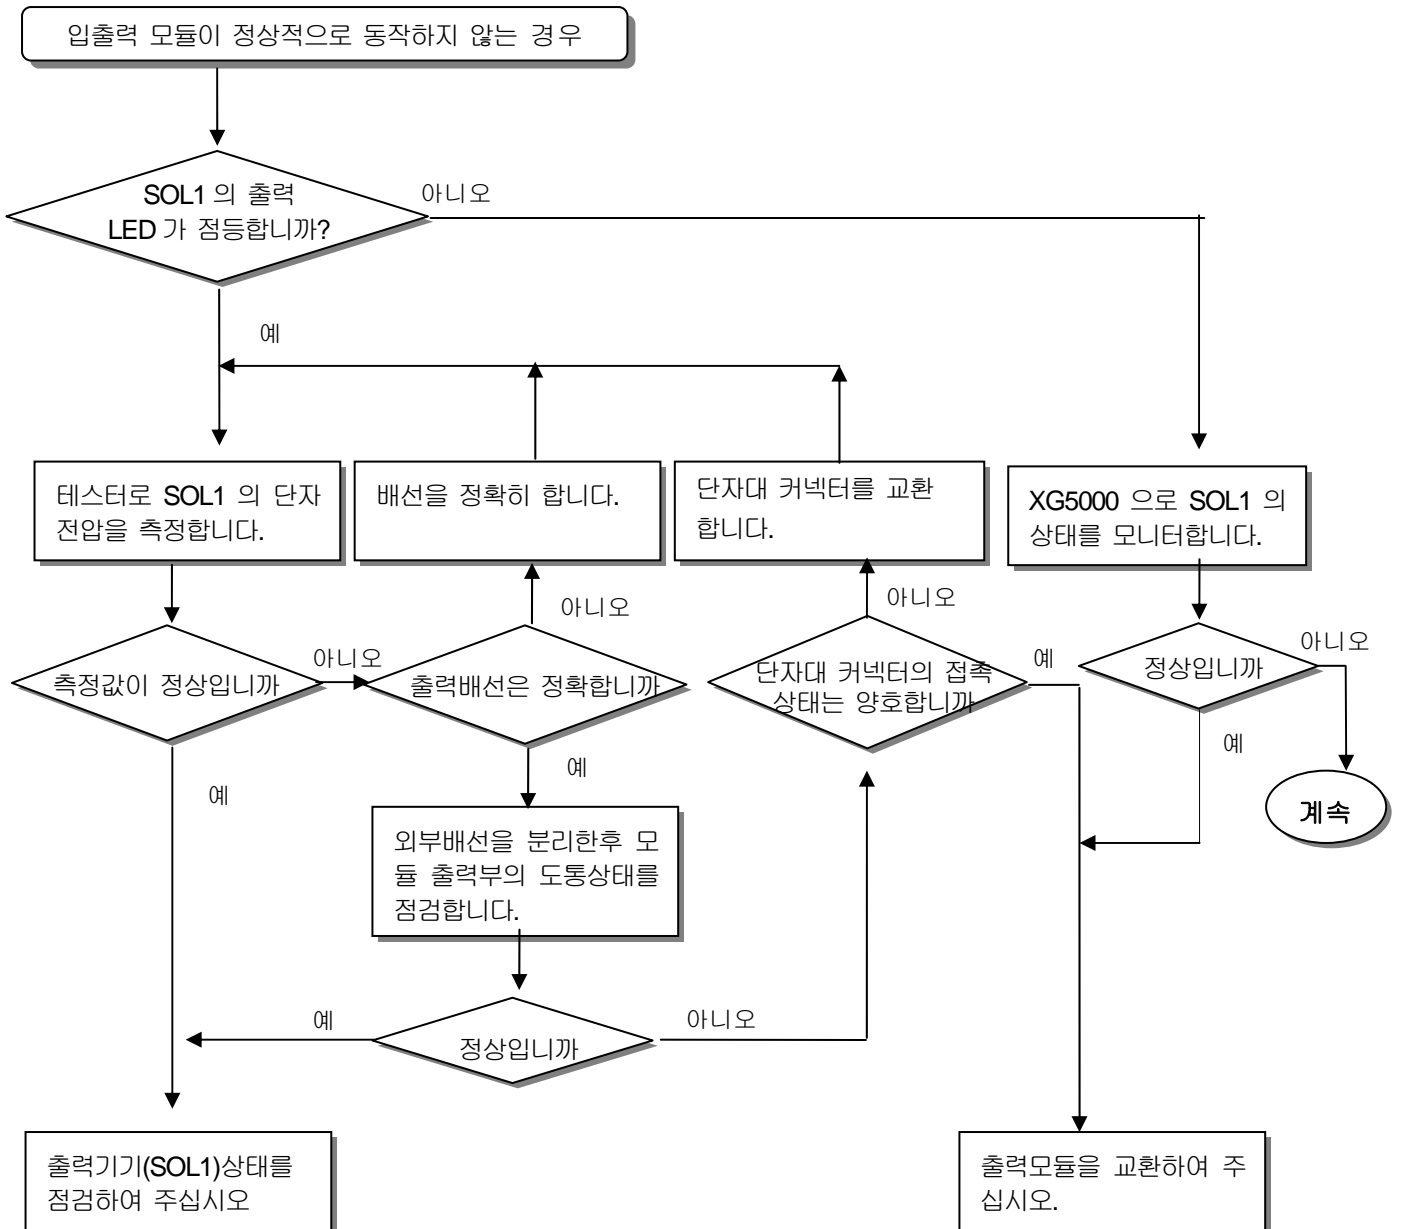 입출력 모듈이 정상적으로 동작하지 않는 경우
SOL1 의 출력
LED 가 점등합니까?
아니오
예
테스터로 SOL1 의 단자
전압을 측정합니다.
배선을 정확히 합니다.
단자대 커넥터를 교환
합니다.
XG5000 으로 SOL1 의
상태를 모니터합니다.
아니오
아니오
아니오
측정값이 정상입니까
아니오
출력배선은 정확합니까
단자대 커넥터의 접촉
상태는 양호합니까
예
정상입니까
예
예
예
계속
외부배선을 분리한후 모
듈 출력부의 도통상태를
점검합니다.
예
정상입니까
아니오
출력기기(SOL1)상태를
점검하여 주십시오
출력모듈을 교환하여 주
십시오.